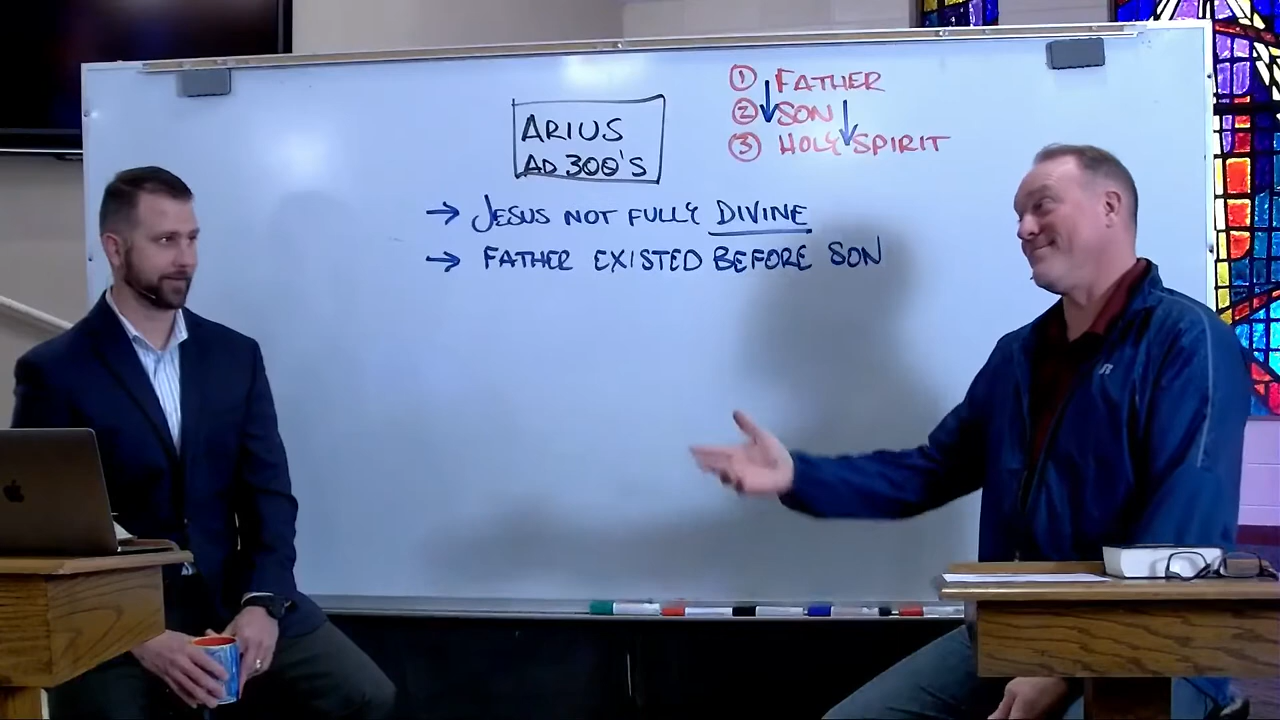 ① FATHER
② SON
③ HOLY SPIRIT
ARIUS
AD 300'S
→ JESUS NOT FULLY DIVINE
→ FATHER EXISTED BEFORE SON